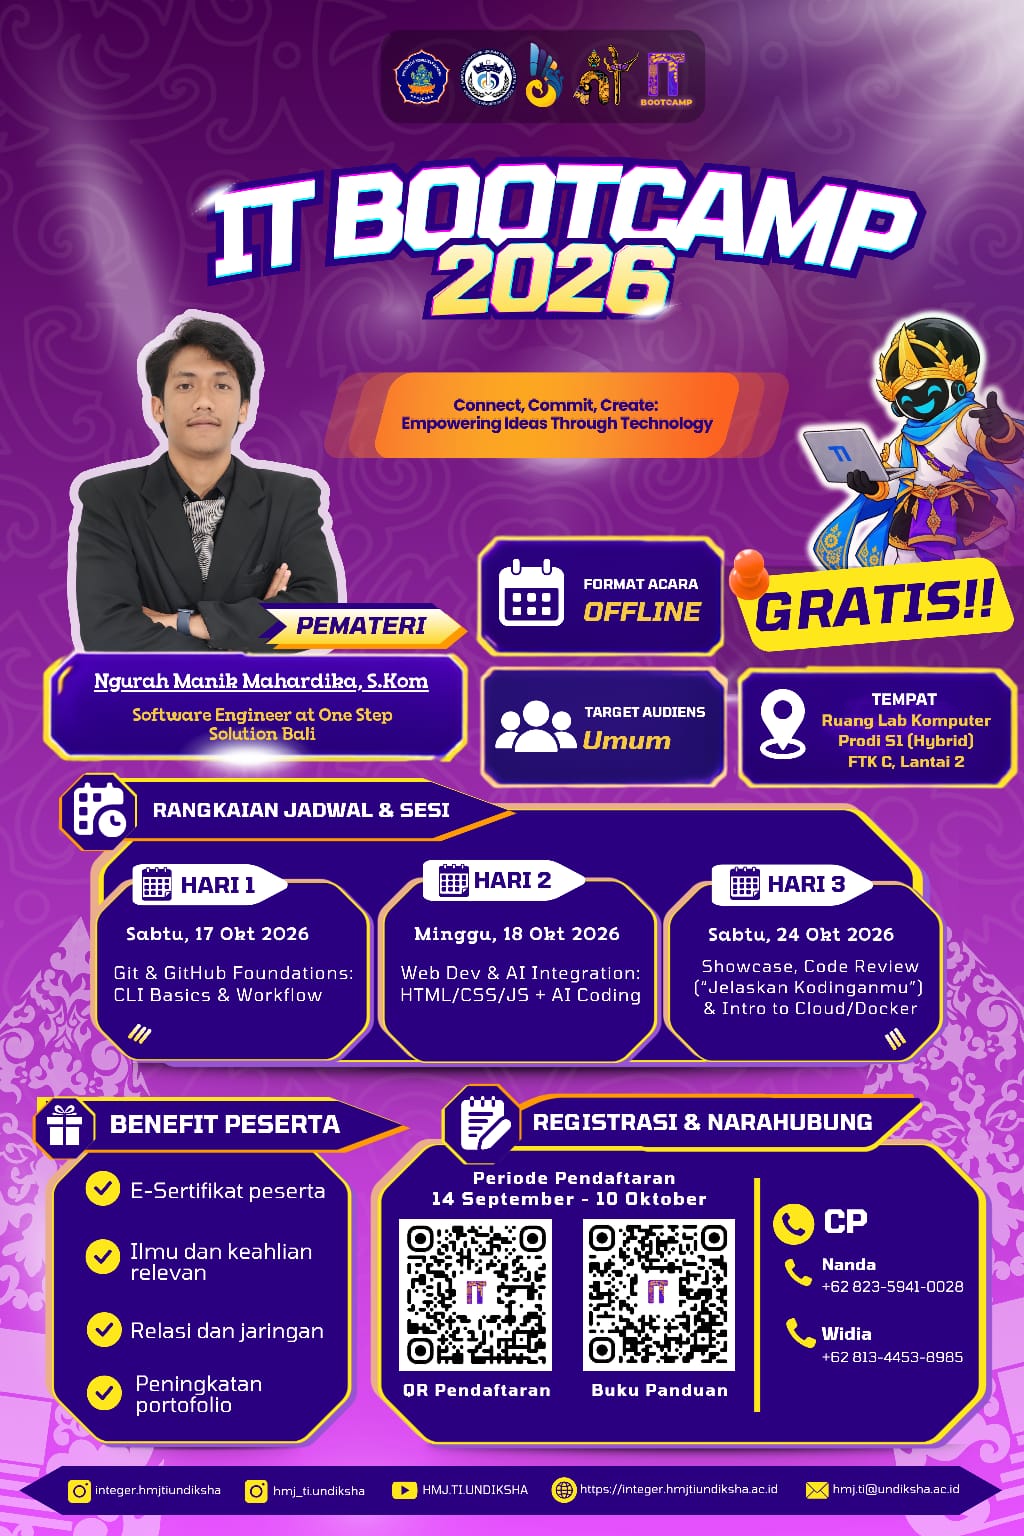 IT
BOOTCAMP
IT BOOTCAMP
2026
Connect, Commit, Create:
Empowering Ideas Through Technology
TI
PEMATERI
Ngurah Manik Mahardika, S.Kom
Software Engineer at One Step
Solution Bali
FORMAT ACARA
OFFLINE
GRATIS!!
TARGET AUDIENS
Umum
TEMPAT
Ruang Lab Komputer
Prodi S1 (Hybrid)
FTK C, Lantai 2
RANGKAIAN JADWAL & SESI
HARI 1
Sabtu, 17 Okt 2026
Git & GitHub Foundations:
CLI Basics & Workflow
HARI 2
Minggu, 18 Okt 2026
Web Dev & AI Integration:
HTML/CSS/JS + AI Coding
HARI 3
Sabtu, 24 Okt 2026
Showcase, Code Review
("Jelaskan Kodinganmu")
& Intro to Cloud/Docker
BENEFIT PESERTA
E-Sertifikat peserta
Ilmu dan keahlian
relevan
Relasi dan jaringan
Peningkatan
portofolio
REGISTRASI & NARAHUBUNG
Periode Pendaftaran
14 September - 10 Oktober
IT
IT
QR Pendaftaran
Buku Panduan
CP
Nanda
+62 823-5941-0028
Widia
+62 813-4453-8985
integer.hmjtiundiksha
hmj_ti.undiksha
HMJ.TI.UNDIKSHA
https://integer.hmjtiundiksha.ac.id
hmj.ti@undiksha.ac.id